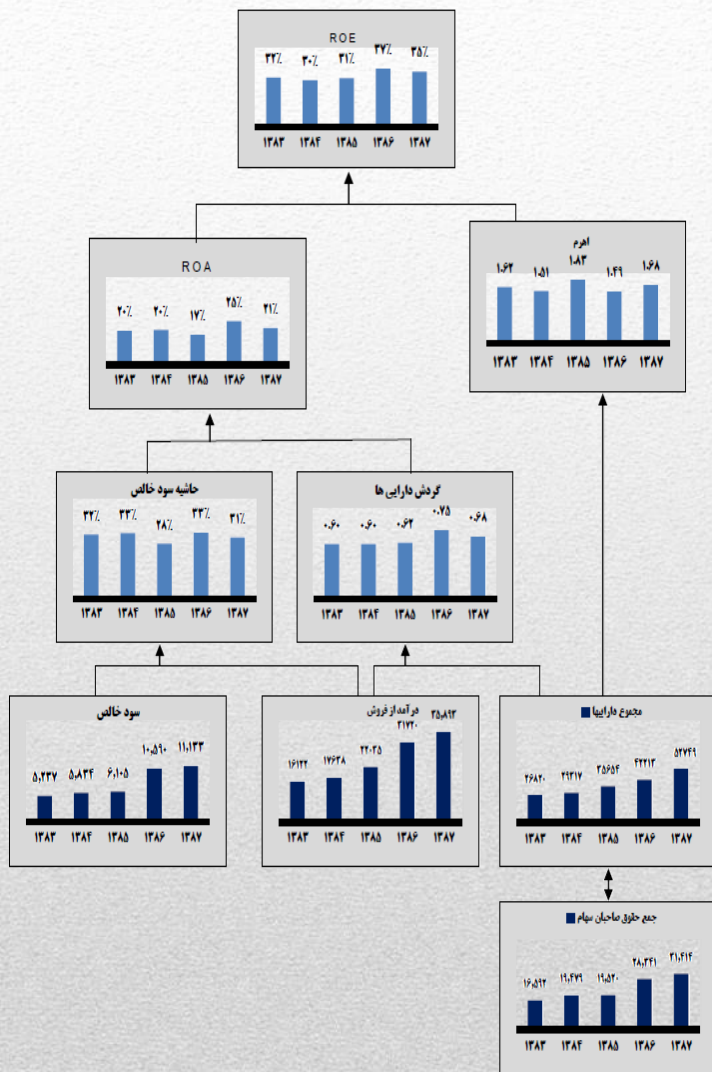 ROE
۳۲٪ ۳۰٪ ۳۱٪ ۳۷٪ ۳۵٪
۱۳۸۳ ۱۳۸۴ ۱۳۸۵ ۱۳۸۶ ۱۳۸۷
ROA
۲۰٪ ۲۰٪ ۱۷٪ ۲۵٪ ۲۱٪
۱۳۸۳ ۱۳۸۴ ۱۳۸۵ ۱۳۸۶ ۱۳۸۷
اهرم
۱.۶۲ ۱.۵۱ ۱.۸۳ ۱.۴۹ ۱.۶۸
۱۳۸۳ ۱۳۸۴ ۱۳۸۵ ۱۳۸۶ ۱۳۸۷
حاشیه سود خالص
۳۲٪ ۳۳٪ ۲۸٪ ۳۳٪ ۳۱٪
۱۳۸۳ ۱۳۸۴ ۱۳۸۵ ۱۳۸۶ ۱۳۸۷
گردش دارایی ها
۰.۶۰ ۰.۶۰ ۰.۶۲ ۰.۷۵ ۰.۶۸
۱۳۸۳ ۱۳۸۴ ۱۳۸۵ ۱۳۸۶ ۱۳۸۷
سود خالص
۵,۲۳۷ ۵,۸۳۴ ۶,۱۰۵ ۱۰,۵۹۰ ۱۱,۱۳۳
۱۳۸۳ ۱۳۸۴ ۱۳۸۵ ۱۳۸۶ ۱۳۸۷
درآمد از فروش
۱۶۱۲۲ ۱۷۶۳۸ ۲۲۰۲۵ ۳۱۷۲۰ ۳۵,۸۹۳
۱۳۸۳ ۱۳۸۴ ۱۳۸۵ ۱۳۸۶ ۱۳۸۷
مجموع داراییها
۲۶۸۲۰ ۲۹۳۱۷ ۳۵۶۵۴ ۴۲۲۱۳ ۵۲۷۴۹
۱۳۸۳ ۱۳۸۴ ۱۳۸۵ ۱۳۸۶ ۱۳۸۷
جمع حقوق صاحبان سهام
۱۶,۵۹۲ ۱۹,۴۷۹ ۱۹,۵۲۰ ۲۸,۳۴۱ ۳۱,۴۱۴
۱۳۸۳ ۱۳۸۴ ۱۳۸۵ ۱۳۸۶ ۱۳۸۷